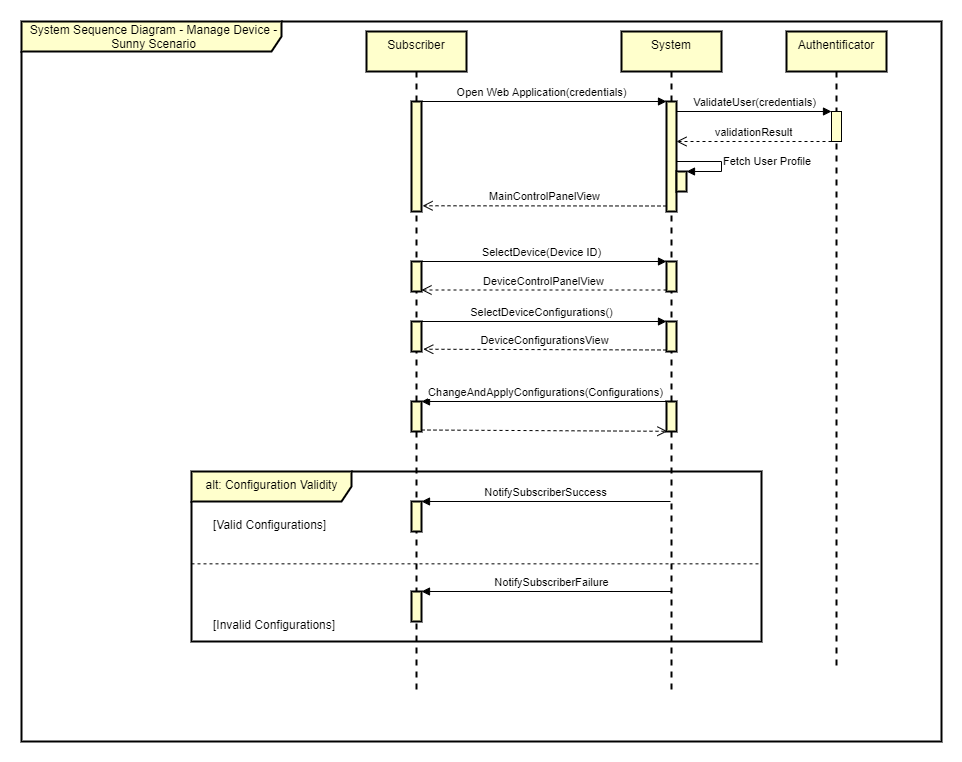 System Sequence Diagram - Manage Device -
Sunny Scenario
Subscriber
System
Authentificator
Open Web Application(credentials)
ValidateUser(credentials)
validationResult
Fetch User Profile
MainControlPanelView
SelectDevice(Device ID)
DeviceControlPanelView
SelectDeviceConfigurations()
DeviceConfigurationsView
ChangeAndApplyConfigurations(Configurations)
alt: Configuration Validity
NotifySubscriberSuccess
[Valid Configurations]
NotifySubscriberFailure
[Invalid Configurations]